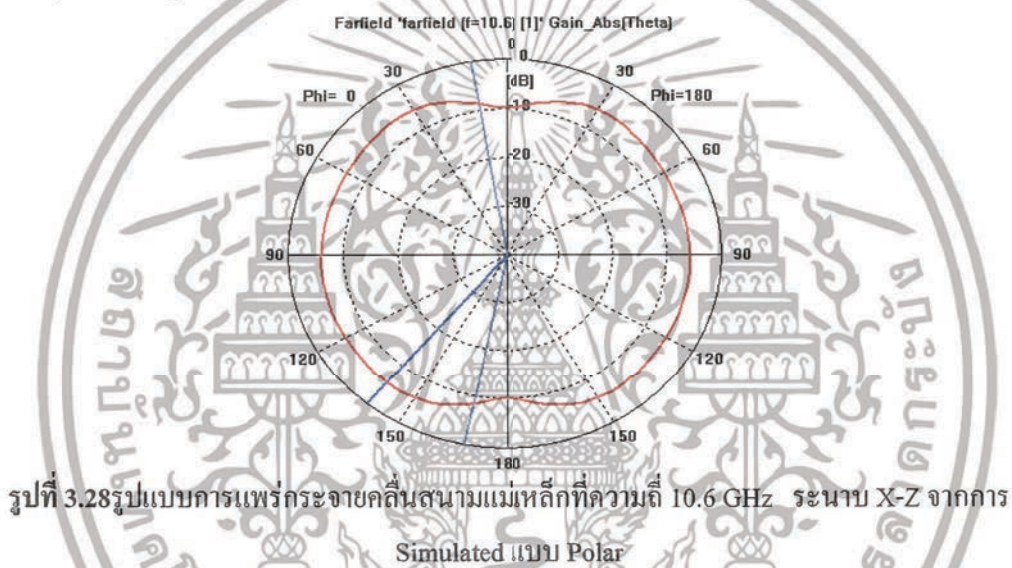 Farfield 'farfield (f=10.6) [1]' Gain_Abs(Theta)
0
0
30
[dB]
30
Phi= 0
-10
Phi=180
60
-20
60
-30
90
90
120
120
150
150
180
รูปที่ 3.28รูปแบบการแพร่กระจายคลื่นสนามแม่เหล็กที่ความถี่ 10.6 GHz ระนาบ X-Z จากการ
Simulated แบบ Polar